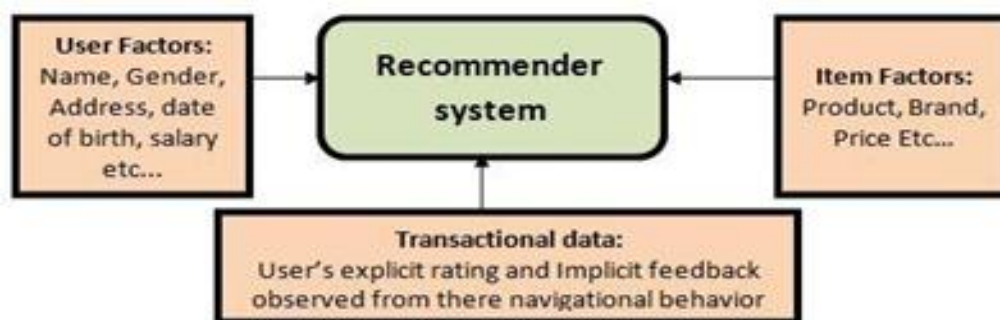 User Factors:
Name, Gender,
Address, date
of birth, salary
etc...
Recommender
system
Item Factors:
Product, Brand,
Price Etc...
Transactional data:
User's explicit rating and Implicit feedback
observed from there navigational behavior